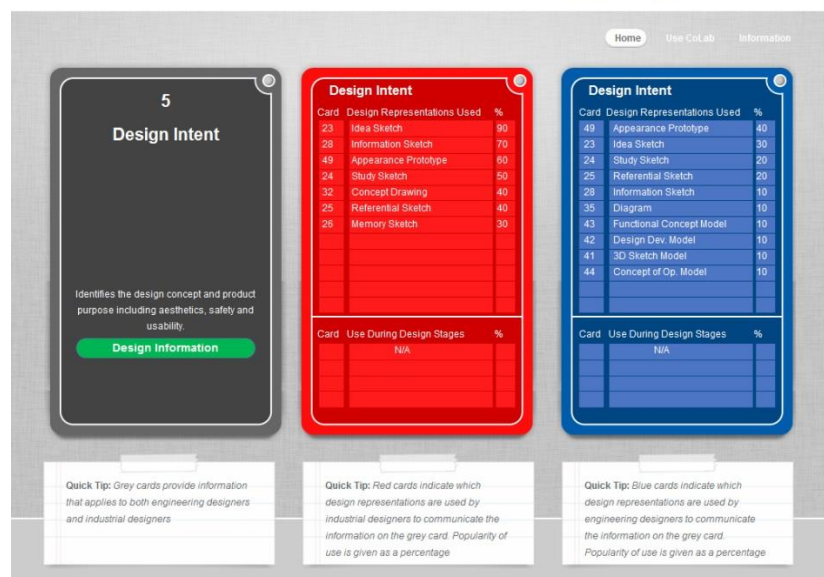 Home Use CoLab Information
5
Design Intent
Identifies the design concept and product
purpose including aesthetics, safety and
usability.
Design Information
Design Intent
Card Design Representations Used %
23 Idea Sketch 90
28 Information Sketch 70
49 Appearance Prototype 60
24 Study Sketch 50
32 Concept Drawing 40
25 Referential Sketch 40
26 Memory Sketch 30
Card Use During Design Stages %
N/A
Design Intent
Card Design Representations Used %
49 Appearance Prototype 40
23 Idea Sketch 30
24 Study Sketch 20
25 Referential Sketch 20
28 Information Sketch 10
35 Diagram 10
43 Functional Concept Model 10
42 Design Dev. Model 10
41 3D Sketch Model 10
44 Concept of Op. Model 10
Card Use During Design Stages %
N/A
Quick Tip: Grey cards provide information
that applies to both engineering designers
and industrial designers
Quick Tip: Red cards indicate which
design representations are used by
industrial designers to communicate the
information on the grey card. Popularity of
use is given as a percentage
Quick Tip: Blue cards indicate which
design representations are used by
engineering designers to communicate
the information on the grey card.
Popularity of use is given as a percentage